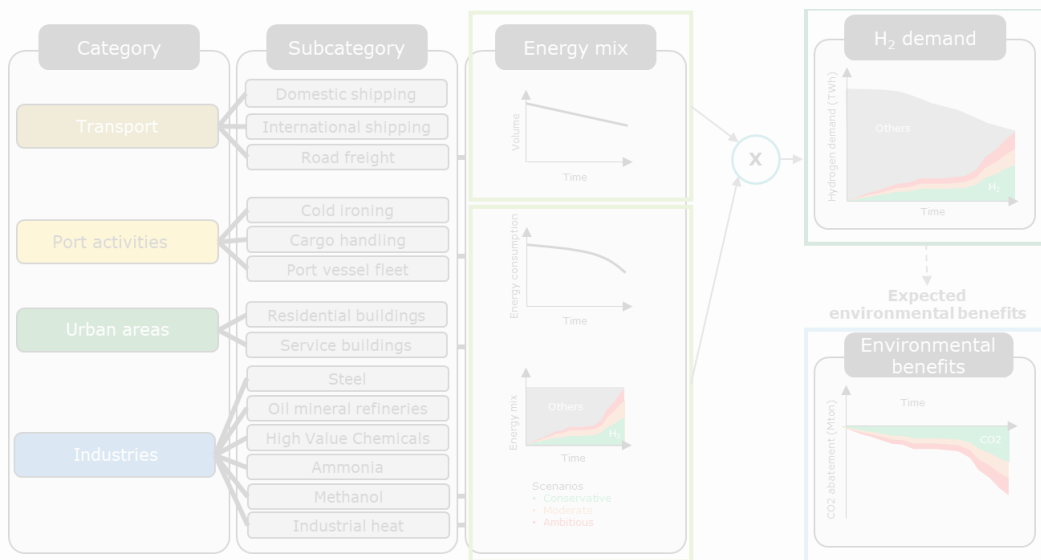 Category
Subcategory
Energy mix
H2 demand
Transport
Domestic shipping
International shipping
Road freight
Port activities
Cold ironing
Cargo handling
Port vessel fleet
Urban areas
Residential buildings
Service buildings
Industries
Steel
Oil mineral refineries
High Value Chemicals
Ammonia
Methanol
Industrial heat
Volume
Time
Energy consumption
Time
Energy mix
Others
H2
Time
Scenarios
• Conservative
• Moderate
• Ambitious
X
Hydrogen demand (TWh)
Others
H2
Time
Expected
environmental benefits
Environmental
benefits
Time
CO2 abatement (Mton)
CO2